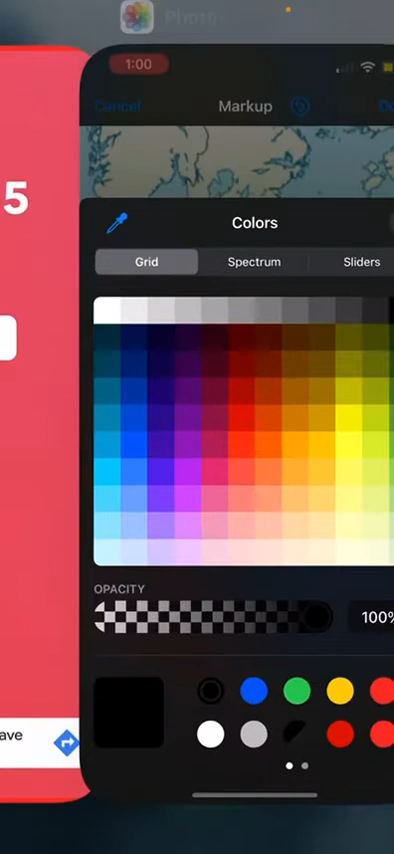 Photos
1:00
Cancel
Markup
5
Colors
Grid
Spectrum
Sliders
OPACITY
100%
ave